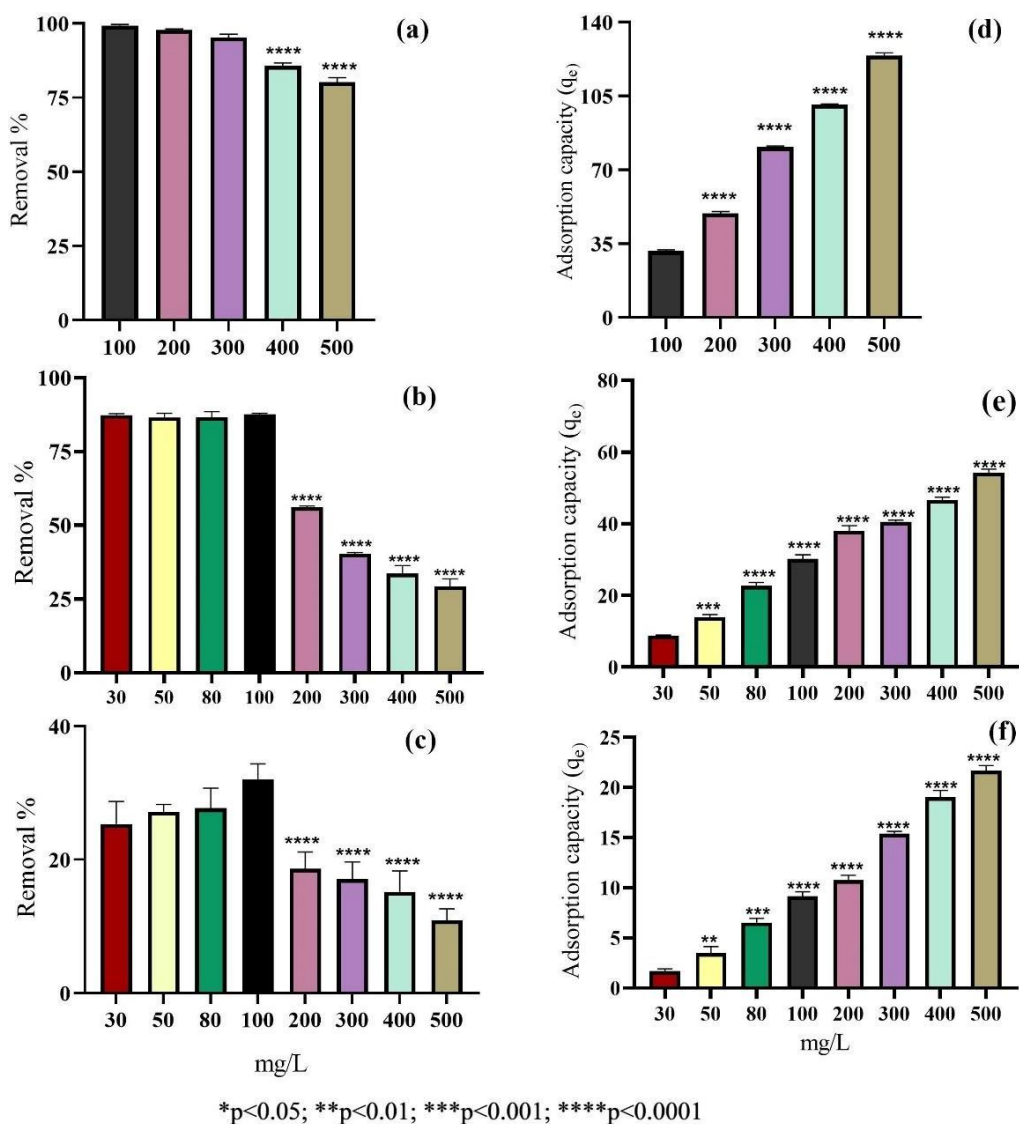 (a)
Removal %
100
75
50
25
0
****
****
100 200 300 400 500
(d)
Adsorption capacity (qe)
140
105
70
35
0
****
****
****
****
100 200 300 400 500
(b)
Removal %
100
75
50
25
0
****
****
****
****
30 50 80 100 200 300 400 500
(e)
Adsorption capacity (qe)
80
60
40
20
0
***
****
****
****
****
****
****
30 50 80 100 200 300 400 500
(c)
Removal %
40
20
0
****
****
****
****
30 50 80 100 200 300 400 500
mg/L
(f)
Adsorption capacity (qe)
25
20
15
10
5
0
**
***
****
****
****
****
****
30 50 80 100 200 300 400 500
mg/L
*p<0.05; **p<0.01; ***p<0.001; ****p<0.0001